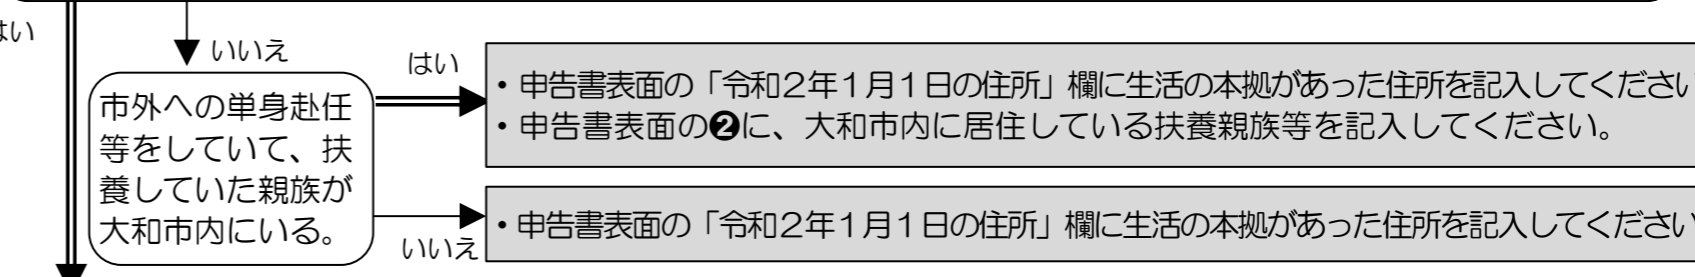 はい
いいえ
はい
・申告書表面の「令和２年１月１日の住所」欄に生活の本拠があった住所を記入してください
・申告書表面の❷に、大和市内に居住している扶養親族等を記入してください。
市外への単身赴任
等をしていて、扶
養していた親族が
大和市内にいる。
いいえ
・申告書表面の「令和２年１月１日の住所」欄に生活の本拠があった住所を記入してください